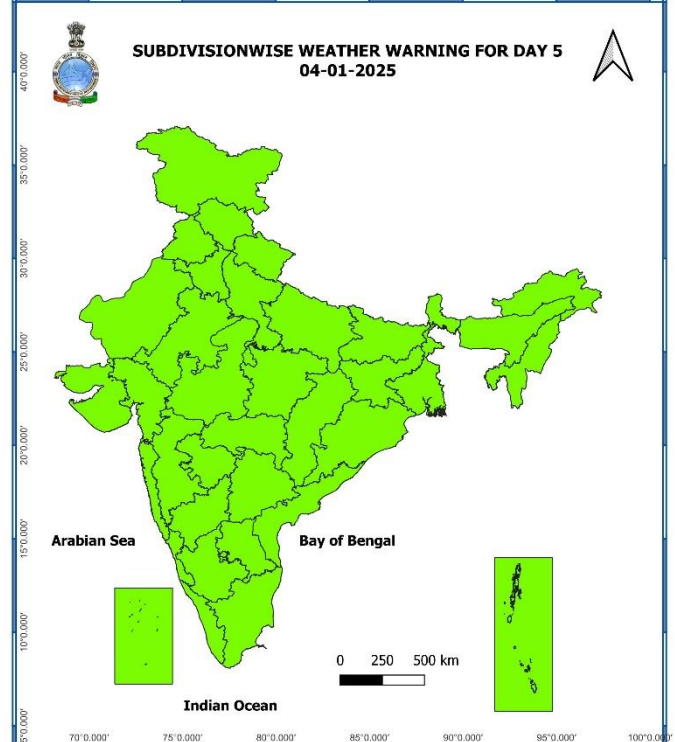 SUBDIVISIONWISE WEATHER WARNING FOR DAY 5
04-01-2025
40°0.000'
35°0.000'
30°0.000'
25°0.000'
20°0.000'
15°0.000'
10°0.000'
5°0.000'
Arabian Sea
Bay of Bengal
0 250 500 km
Indian Ocean
70°0.000' 75°0.000' 80°0.000' 85°0.000' 90°0.000' 95°0.000' 100°0.000'